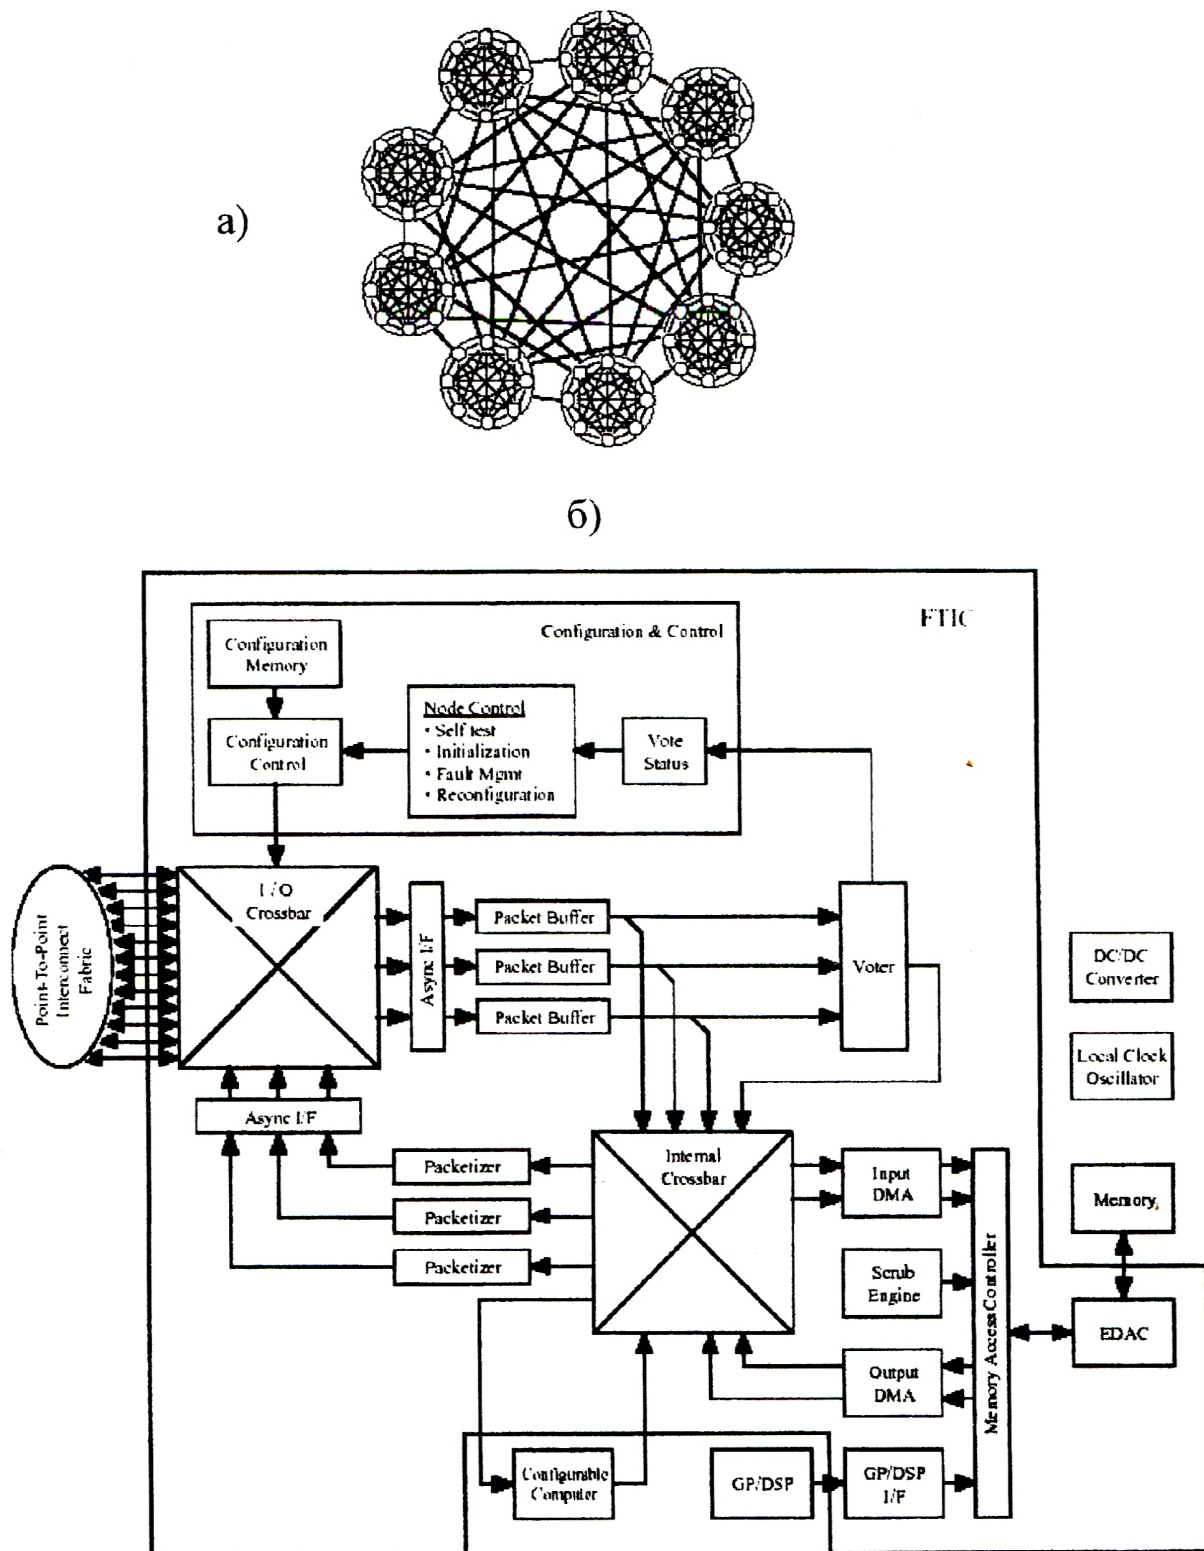 а)
б)
FTIC
Configuration & Control
Configuration
Memory
Configuration
Control
Node Control
• Self test
• Initialization
• Fault Mgmt
• Reconfiguration
Vote
Status
Point-To-Point
Interconnect
Fabric
I/O
Crossbar
Async I/F
Packet Buffer
Packet Buffer
Packet Buffer
Voter
DC/DC
Converter
Local Clock
Oscillator
Async I/F
Packetizer
Packetizer
Packetizer
Internal
Crossbar
Input
DMA
Scrub
Engine
Output
DMA
Memory Access Controller
Memory
EDAC
Configurable
Computer
GP/DSP
GP/DSP
I/F